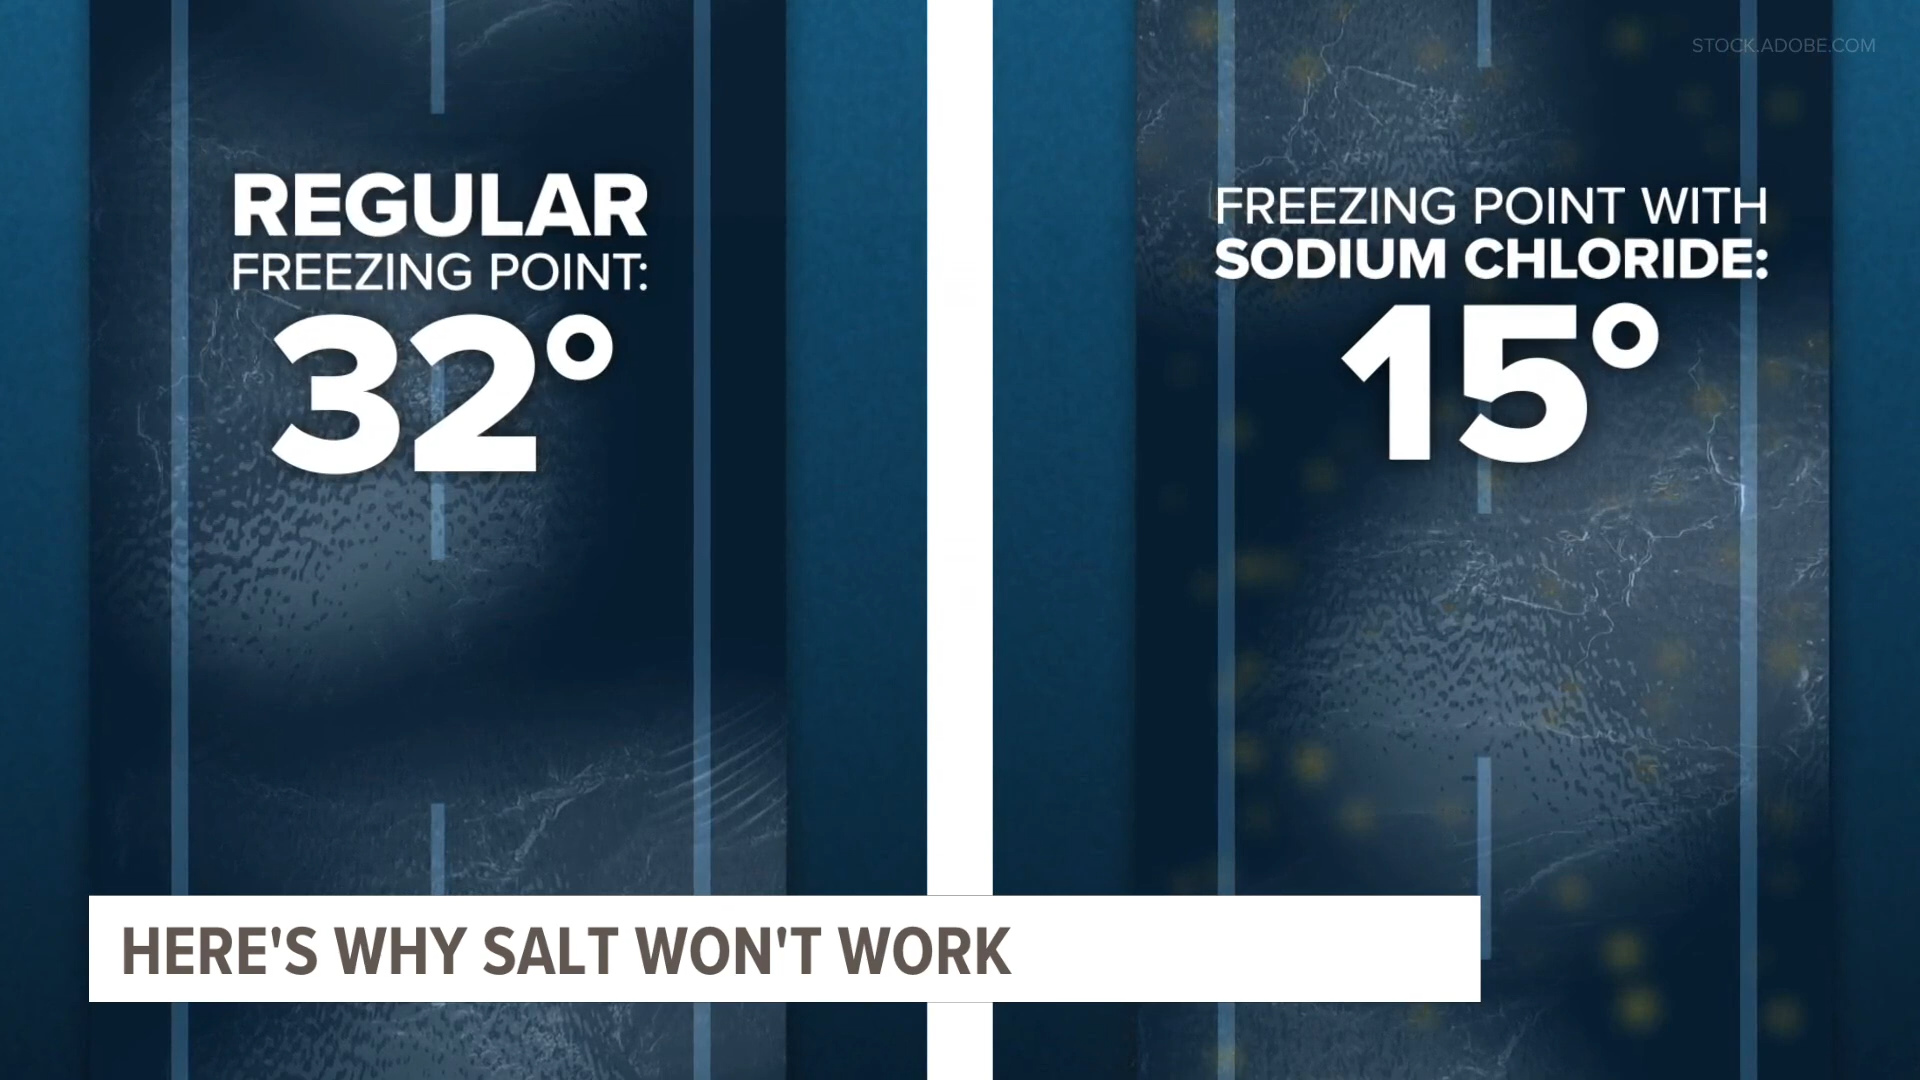 STOCK.ADOBE.COM
REGULAR
FREEZING POINT:
32°
FREEZING POINT WITH
SODIUM CHLORIDE:
15°
HERE'S WHY SALT WON'T WORK